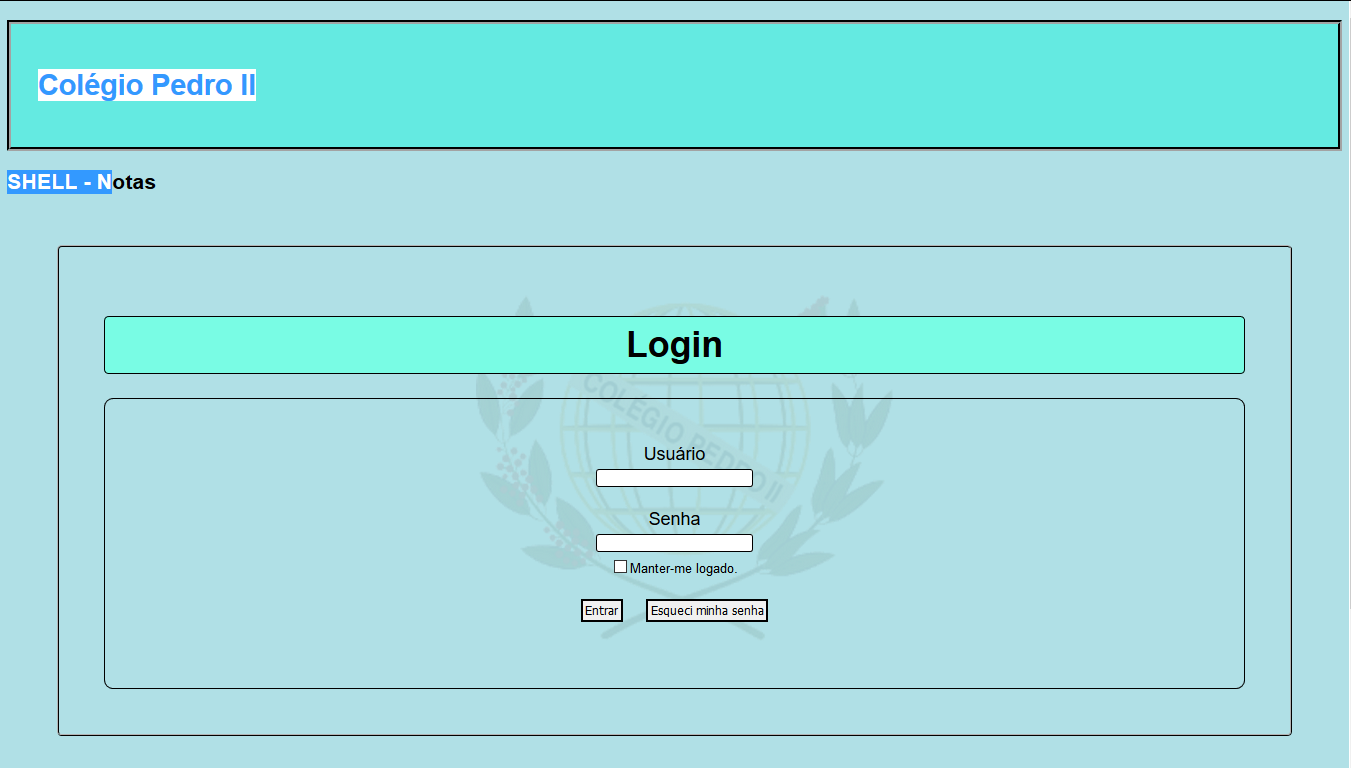 Colégio Pedro II
SHELL - Notas
Login
COLÉGIO PEDRO II
Usuário
Senha
Manter-me logado.
Entrar
Esqueci minha senha